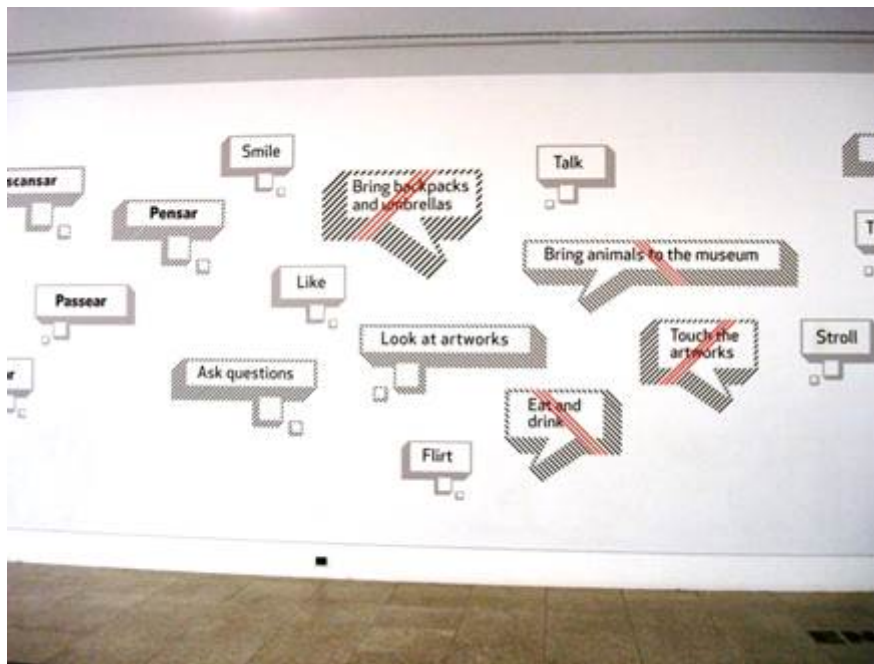 Smile
Talk
scansar
Bring backpacks
and umbrellas
Pensar
Bring animals to the museum
Like
Passear
Look at artworks
Touch the
artworks
Stroll
Ask questions
Eat and
drink
Flirt